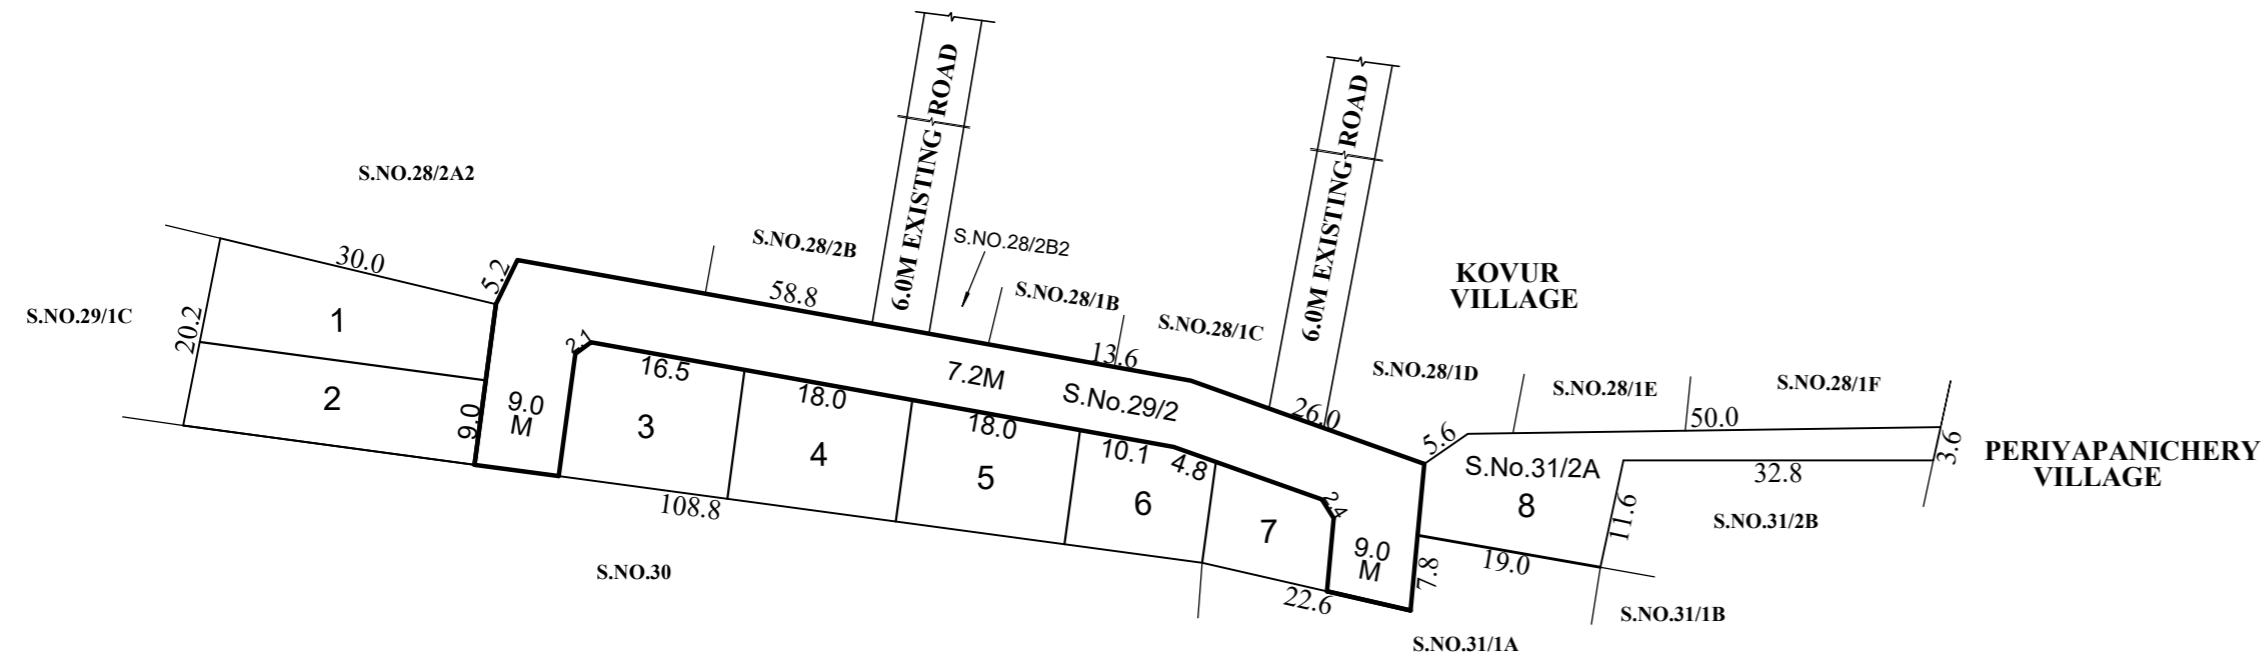 6.0M EXISTING ROAD
6.0M EXISTING ROAD
S.NO.28/2A2
S.NO.28/2B
S.NO.28/2B2
S.NO.28/1B
S.NO.28/1C
KOVUR
VILLAGE
S.NO.29/1C
30.0
5.2
58.8
13.6
26.0
20.2
1
2
9.0
9.0
M
2.1
16.5
18.0
18.0
10.1
4.8
7.2M
S.No.29/2
3
4
5
6
7
2.4
9.0
M
108.8
22.6
S.NO.30
S.NO.28/1D
S.NO.28/1E
S.NO.28/1F
5.6
50.0
3.6
S.No.31/2A
8
32.8
11.6
7.8
19.0
S.NO.31/2B
PERIYAPANICHERY
VILLAGE
S.NO.31/1B
S.NO.31/1A